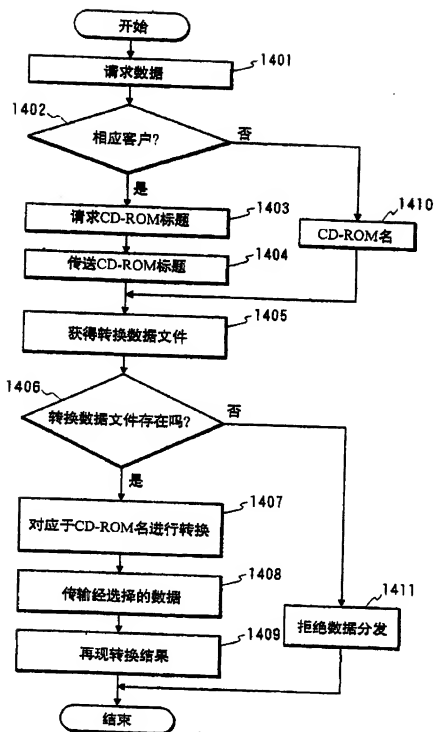 开始
请求数据
1401
1402
相应客户?
否
是
请求CD-ROM标题
1403
1410
CD-ROM名
传送CD-ROM标题
1404
获得转换数据文件
1405
1406
转换数据文件存在吗?
否
是
对应于CD-ROM名进行转换
1407
传输经选择的数据
1408
1411
拒绝数据分发
再现转换结果
1409
结束